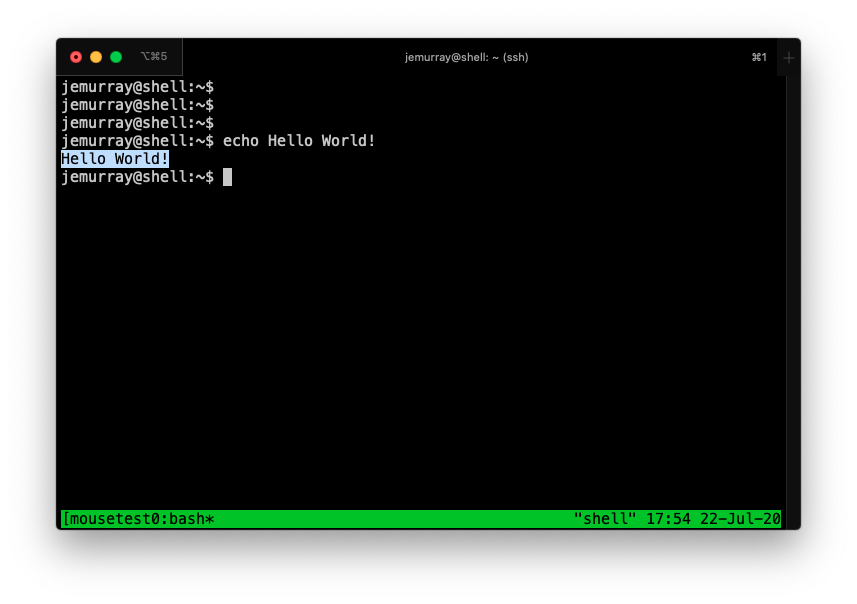 ⌥⌘5 jemurray@shell: ~ (ssh) ⌘1 +
jemurray@shell:~$
jemurray@shell:~$
jemurray@shell:~$
jemurray@shell:~$ echo Hello World!
Hello World!
jemurray@shell:~$
[mousetest0:bash* "shell" 17:54 22-Jul-20